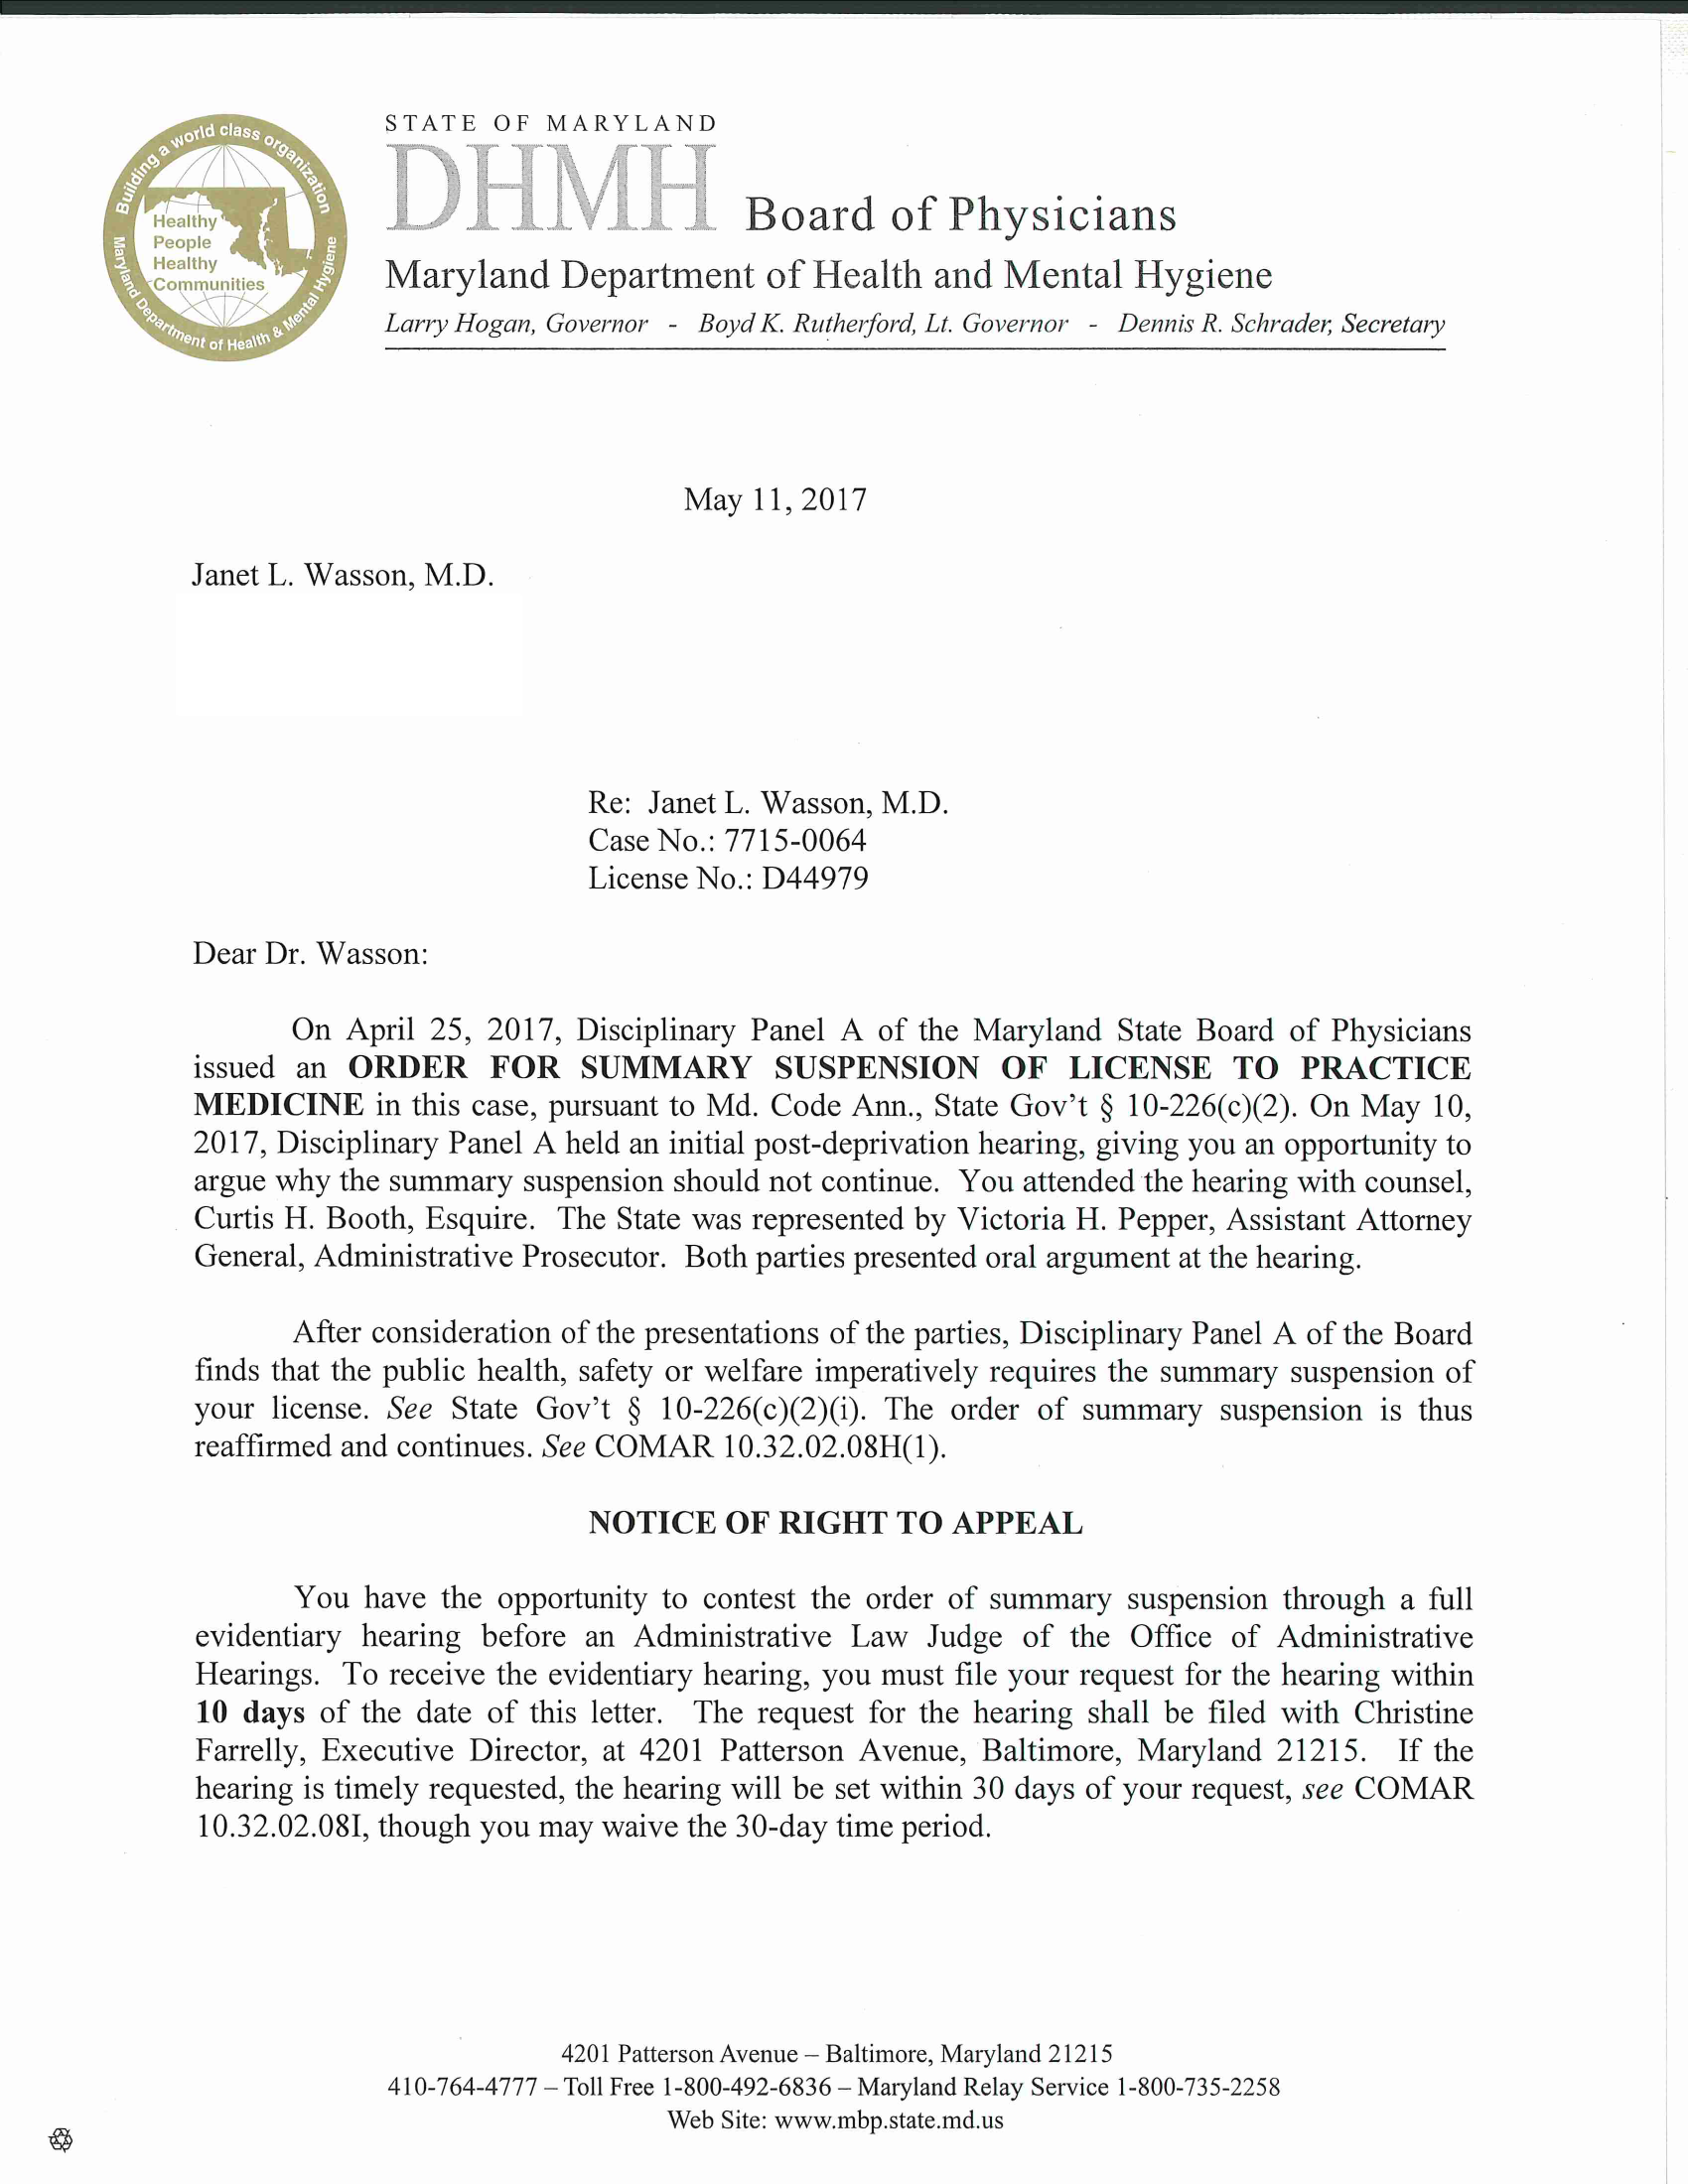 Building a world class organization
Healthy
People
Healthy
Communities
Maryland Department of Health & Mental Hygiene
STATE OF MARYLAND
DHMH Board of Physicians
Maryland Department of Health and Mental Hygiene
Larry Hogan, Governor - Boyd K. Rutherford, Lt. Governor - Dennis R. Schrader, Secretary
May 11, 2017
Janet L. Wasson, M.D.
Re: Janet L. Wasson, M.D.
Case No.: 7715-0064
License No.: D44979
Dear Dr. Wasson:
On April 25, 2017, Disciplinary Panel A of the Maryland State Board of Physicians
issued an ORDER FOR SUMMARY SUSPENSION OF LICENSE TO PRACTICE
MEDICINE in this case, pursuant to Md. Code Ann., State Gov't § 10-226(c)(2). On May 10,
2017, Disciplinary Panel A held an initial post-deprivation hearing, giving you an opportunity to
argue why the summary suspension should not continue. You attended the hearing with counsel,
Curtis H. Booth, Esquire. The State was represented by Victoria H. Pepper, Assistant Attorney
General, Administrative Prosecutor. Both parties presented oral argument at the hearing.
After consideration of the presentations of the parties, Disciplinary Panel A of the Board
finds that the public health, safety or welfare imperatively requires the summary suspension of
your license. See State Gov't § 10-226(c)(2)(i). The order of summary suspension is thus
reaffirmed and continues. See COMAR 10.32.02.08H(1).
NOTICE OF RIGHT TO APPEAL
You have the opportunity to contest the order of summary suspension through a full
evidentiary hearing before an Administrative Law Judge of the Office of Administrative
Hearings. To receive the evidentiary hearing, you must file your request for the hearing within
10 days of the date of this letter. The request for the hearing shall be filed with Christine
Farrelly, Executive Director, at 4201 Patterson Avenue, Baltimore, Maryland 21215. If the
hearing is timely requested, the hearing will be set within 30 days of your request, see COMAR
10.32.02.08I, though you may waive the 30-day time period.
4201 Patterson Avenue – Baltimore, Maryland 21215
410-764-4777 – Toll Free 1-800-492-6836 – Maryland Relay Service 1-800-735-2258
Web Site: www.mbp.state.md.us